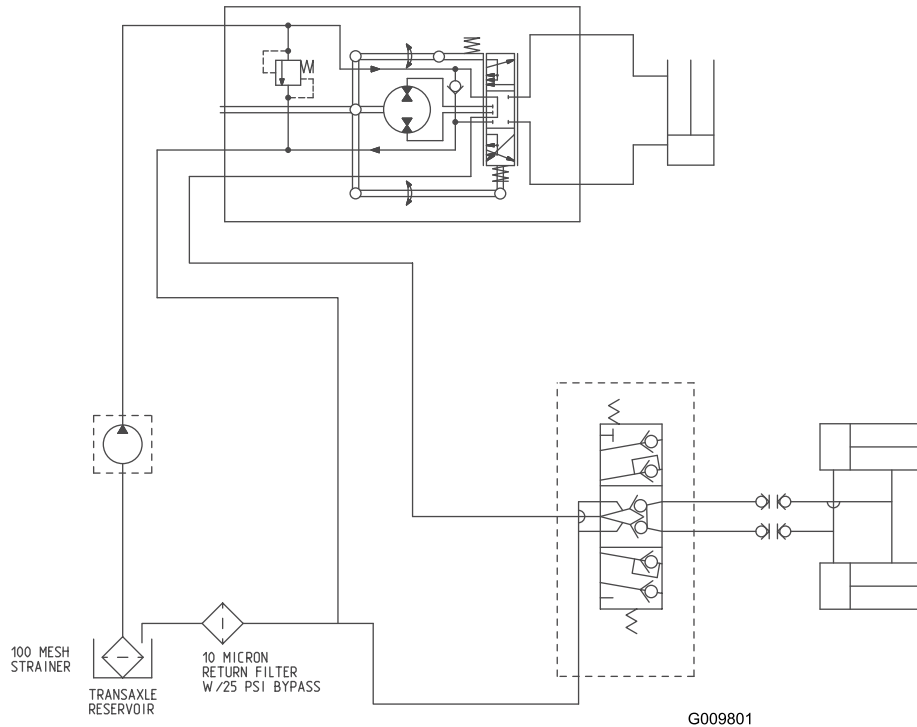 100 MESH
STRAINER
TRANSAXLE
RESERVOIR
10 MICRON
RETURN FILTER
W/25 PSI BYPASS
G009801